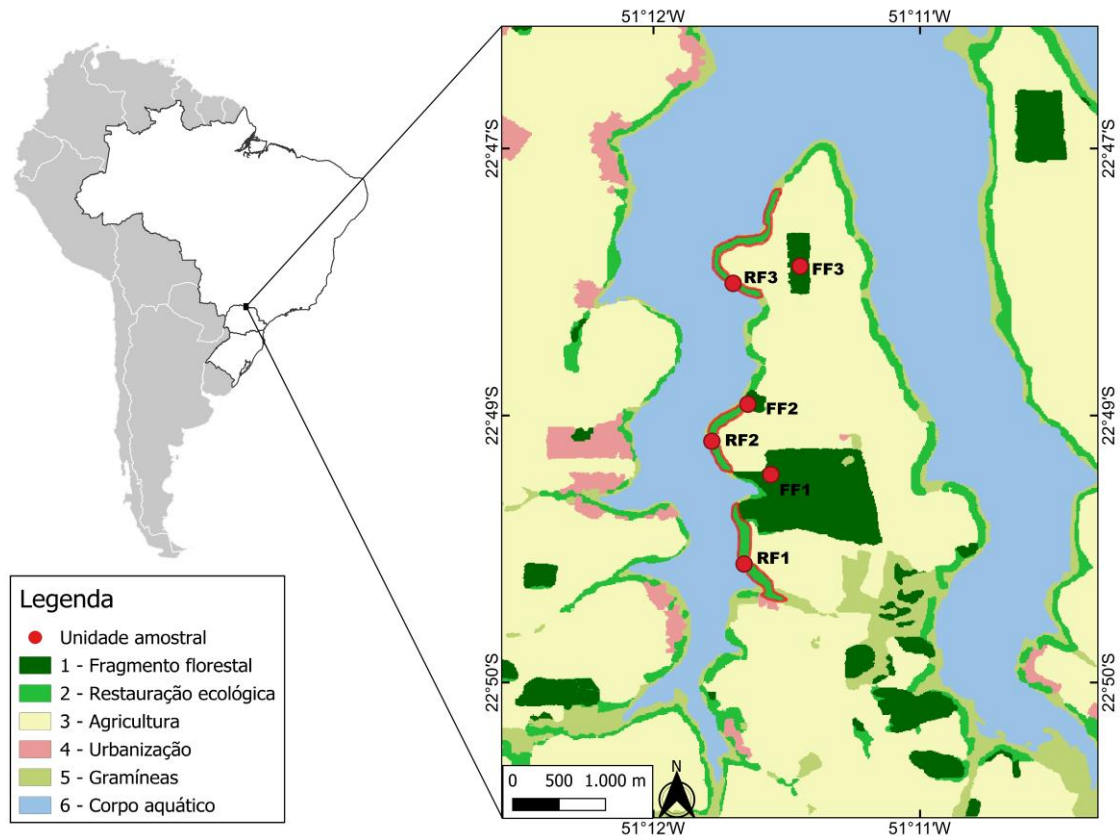 51°12'W
51°11'W
22°47'S
22°47'S
RF3
FF3
FF2
22°49'S
22°49'S
RF2
FF1
RF1
Legenda
Unidade amostral
1 - Fragmento florestal
2 - Restauração ecológica
3 - Agricultura
4 - Urbanização
5 - Gramíneas
6 - Corpo aquático
22°50'S
22°50'S
0 500 1.000 m
N
51°12'W
51°11'W